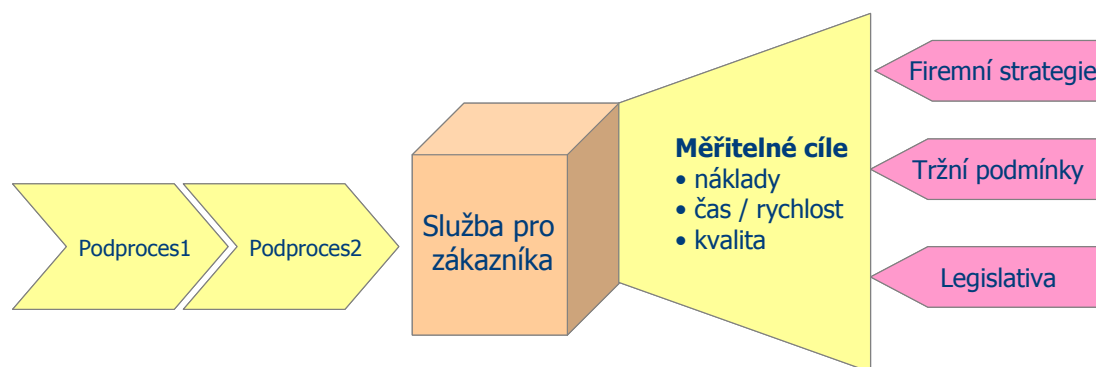 Podproces1
Podproces2
Služba pro
zákazníka
Měřitelné cíle
• náklady
• čas / rychlost
• kvalita
Firemní strategie
Tržní podmínky
Legislativa